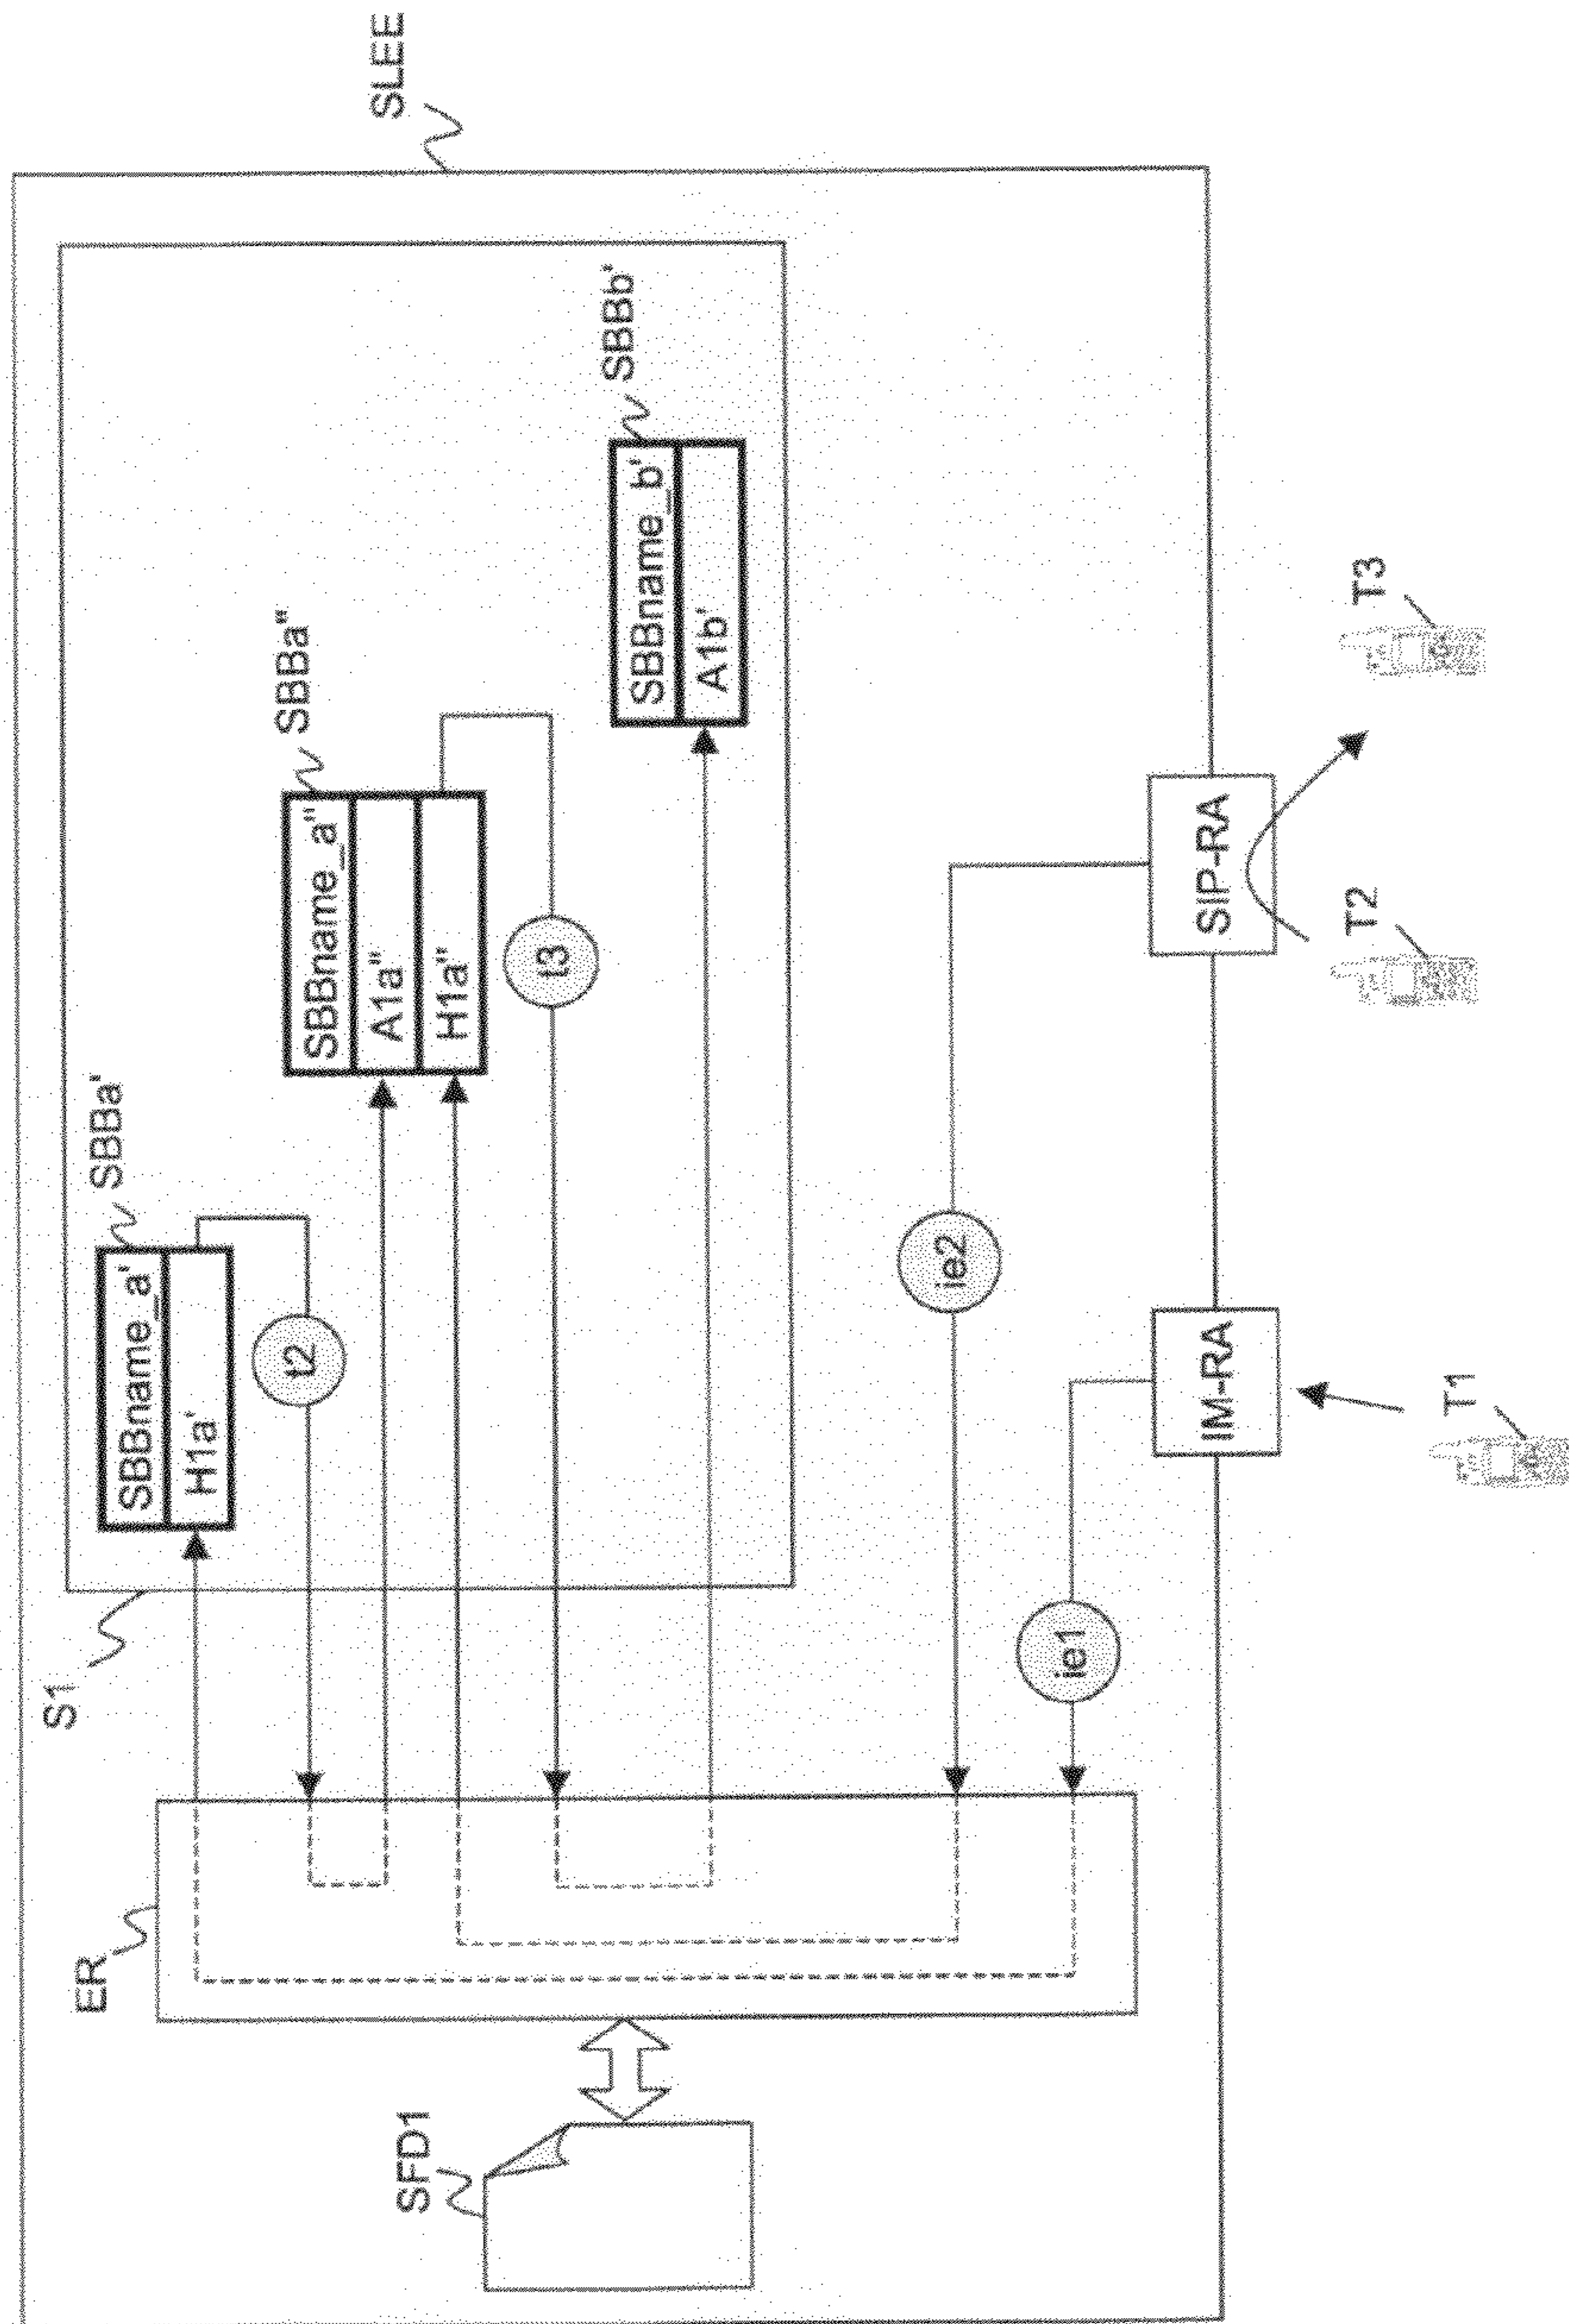 SLEE
S1
SBBa'
SBBname_a'
H1a'
t2
SBBa"
SBBname_a"
A1a"
H1a"
t3
SBBb'
SBBname_b'
A1b'
ER
SFD1
ie2
ie1
IM-RA
SIP-RA
T1
T2
T3